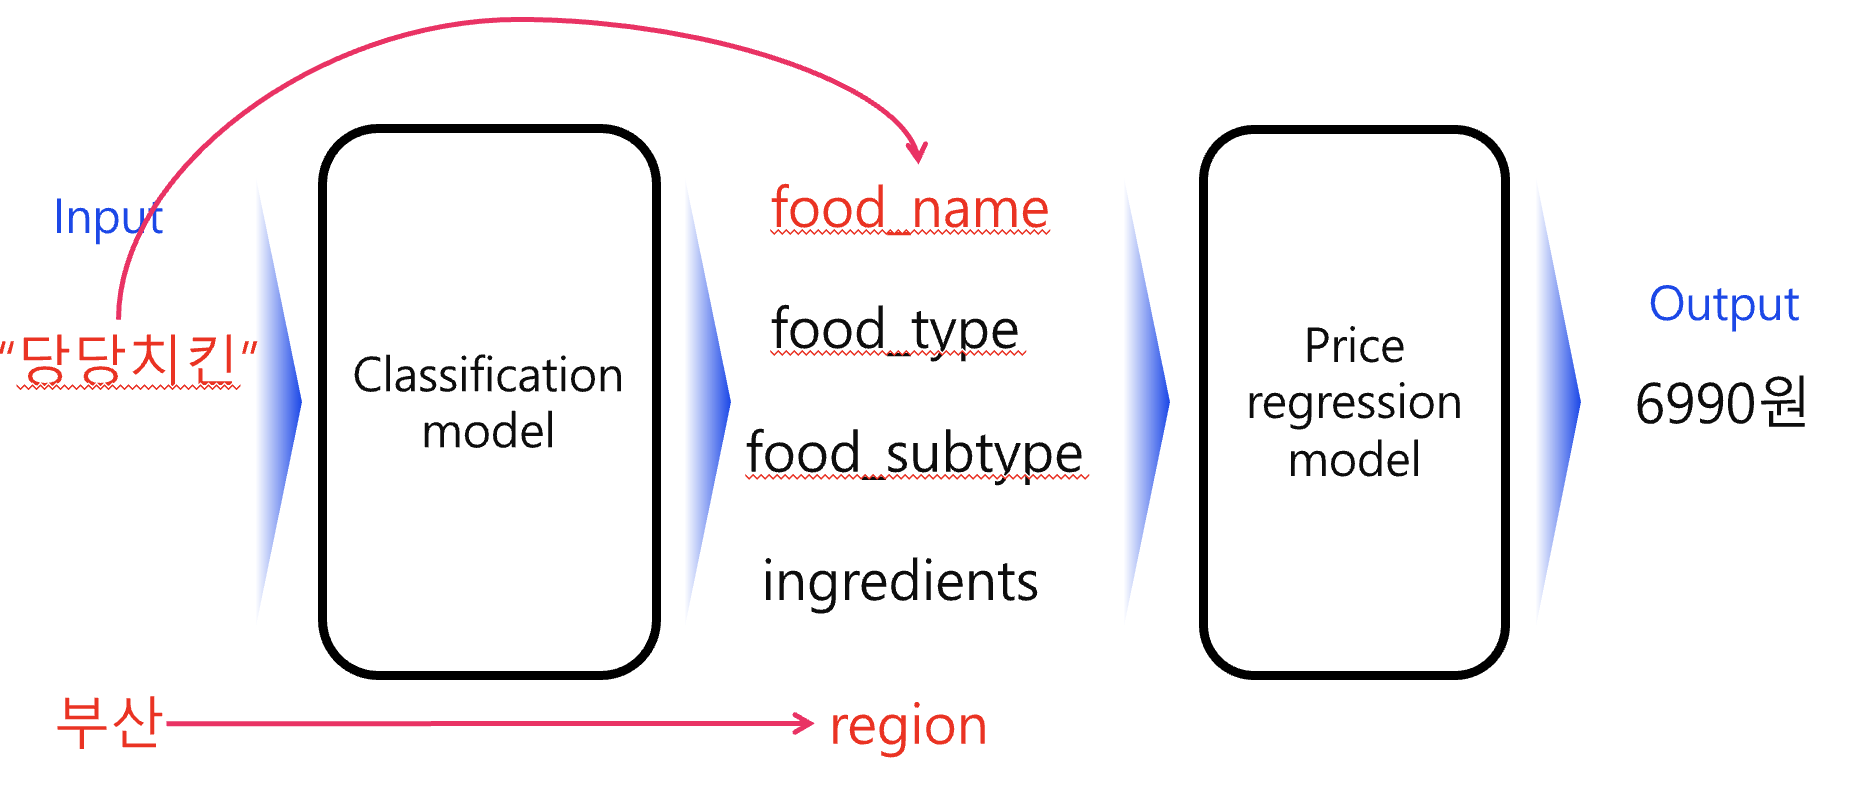 Input
“당당치킨”
부산
Classification
model
food_name
food_type
food_subtype
ingredients
region
Price
regression
model
Output
6990원